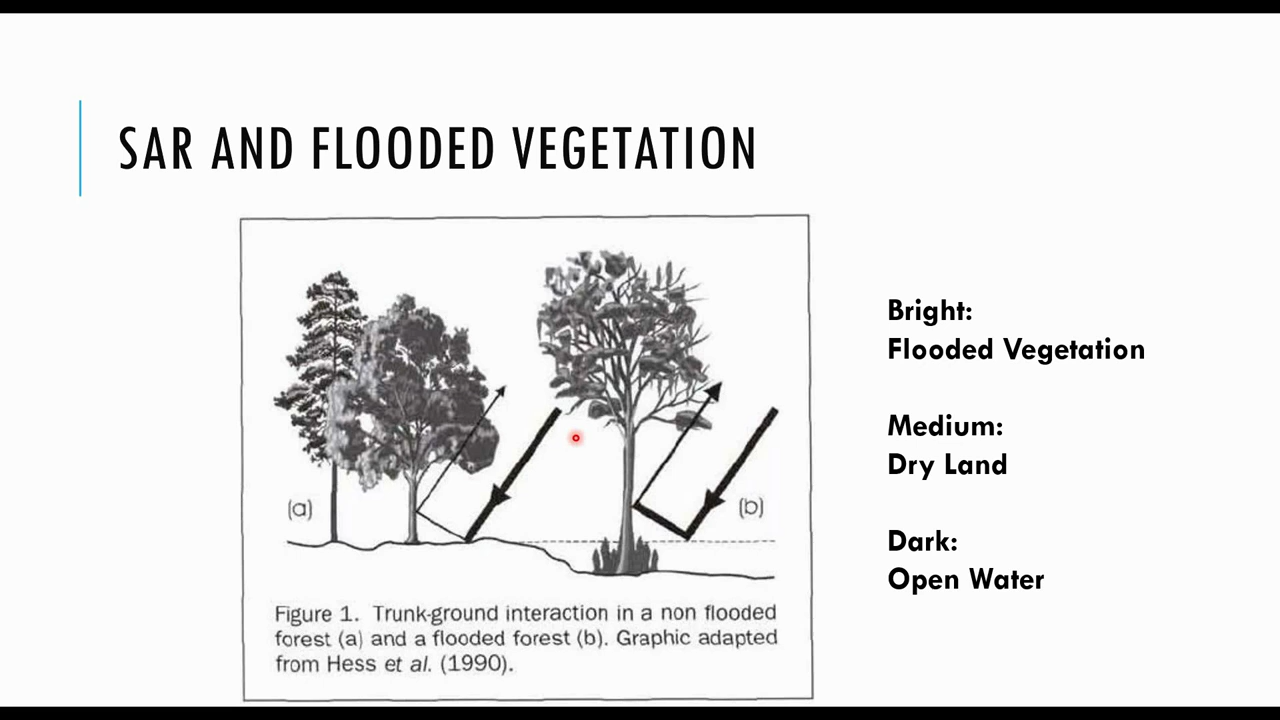 SAR AND FLOODED VEGETATION
(a)
(b)
Figure 1. Trunk-ground interaction in a non flooded
forest (a) and a flooded forest (b). Graphic adapted
from Hess et al. (1990).
Bright:
Flooded Vegetation
Medium:
Dry Land
Dark:
Open Water